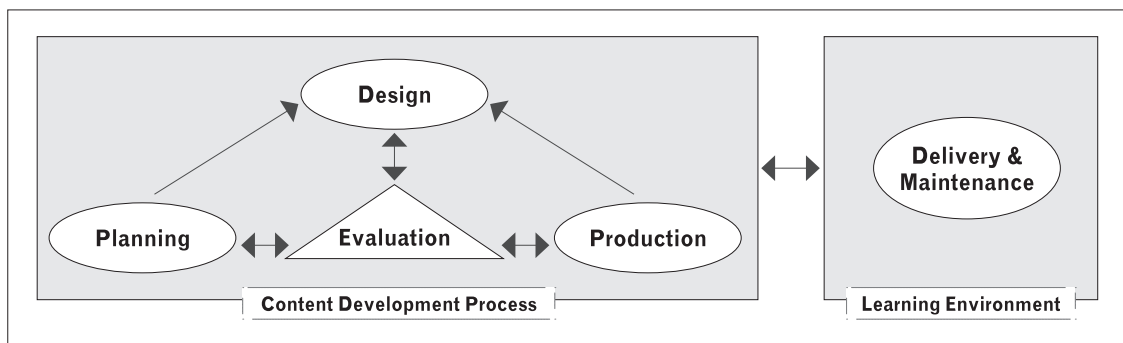 Design
Delivery &
Maintenance
Planning
Evaluation
Production
Content Development Process
Learning Environment